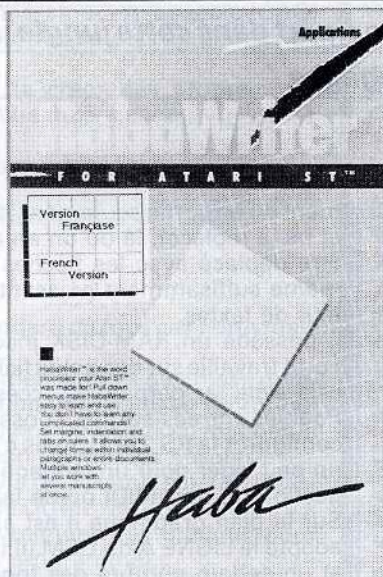 Applications
HabaWriter
FOR ATARI ST™
Version
Françiase
French
Version
HabaWriter™ is the word
processor your Atari ST™
was made for! Pull down
menus make HabaWriter
easy to learn and use.
You don't have to learn any
complicated commands!
Set margins, indentation and
tabs on rulers. It allows you to
change format within individual
paragraphs or entire documents.
Multiple windows
let you work with
several manuscripts
at once.
Haba